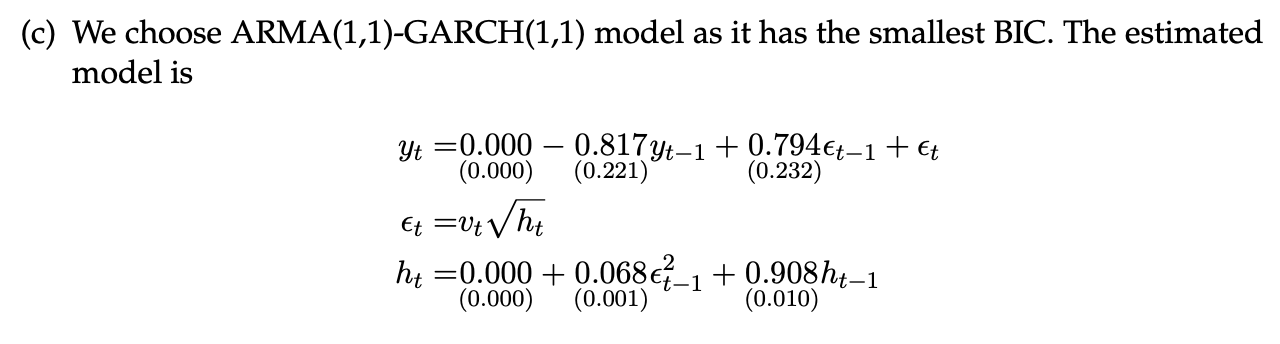 (c) We choose ARMA(1,1)-GARCH(1,1) model as it has the smallest BIC. The estimated
model is
yₜ =0.000 − 0.817yₜ₋₁ + 0.794ϵₜ₋₁ + ϵₜ
(0.000) (0.221) (0.232)
ϵₜ =vₜ√hₜ
hₜ =0.000 + 0.068ϵ²ₜ₋₁ + 0.908hₜ₋₁
(0.000) (0.001) (0.010)